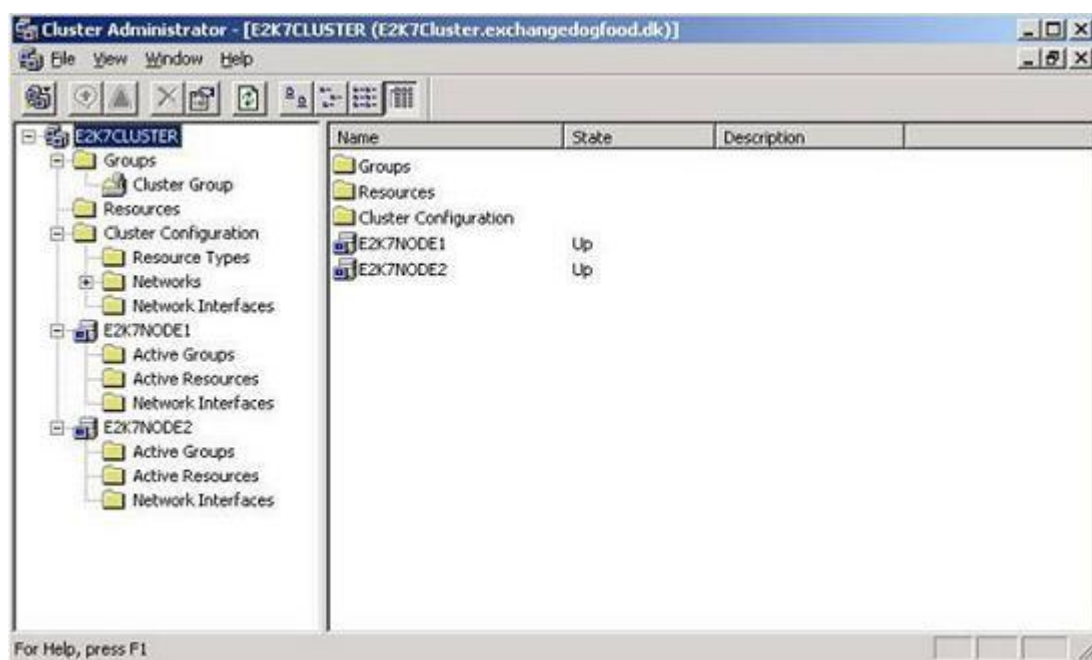 Cluster Administrator - [E2K7CLUSTER (E2K7Cluster.exchangedogfood.dk)]
File View Window Help
E2K7CLUSTER
Groups
Cluster Group
Resources
Cluster Configuration
Resource Types
Networks
Network Interfaces
E2K7NODE1
Active Groups
Active Resources
Network Interfaces
E2K7NODE2
Active Groups
Active Resources
Network Interfaces
Name State Description
Groups
Resources
Cluster Configuration
E2K7NODE1 Up
E2K7NODE2 Up
For Help, press F1